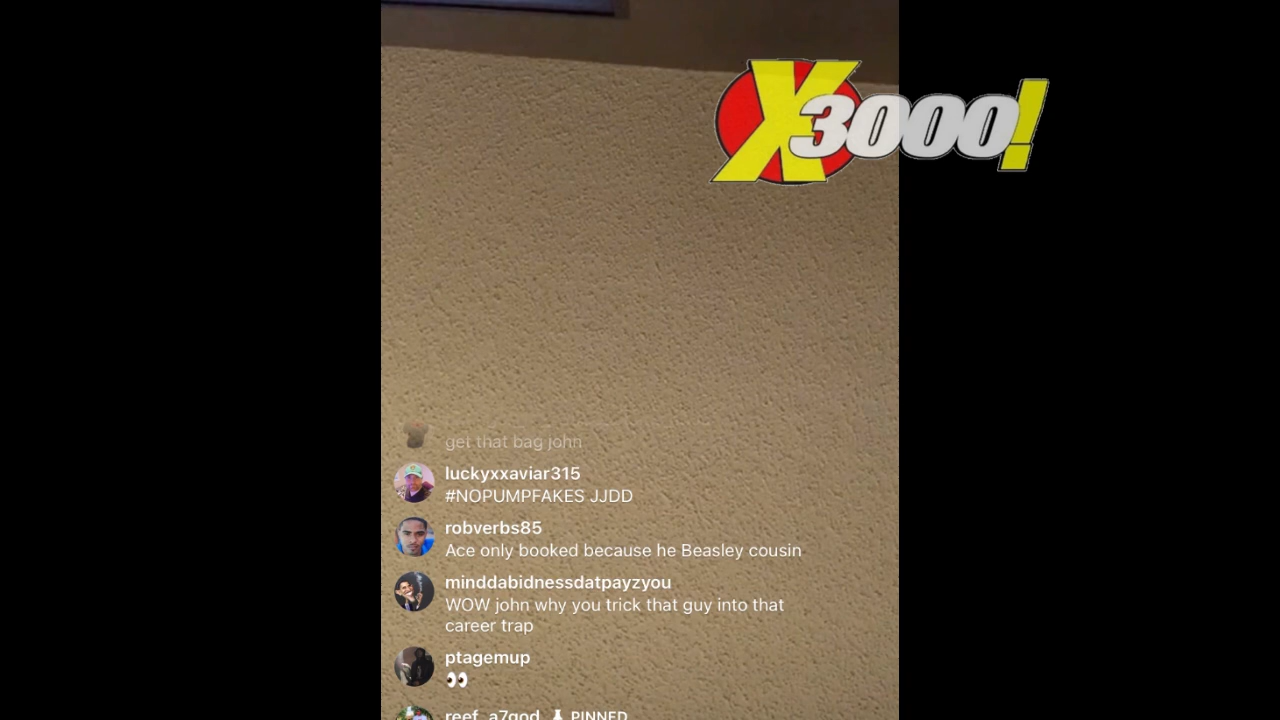 X3000!
get that bag john
luckyxxaviar315
#NOPUMPFAKES JJDD
robverbs85
Ace only booked because he Beasley cousin
minddabidnessdatpayzyou
WOW john why you trick that guy into that
career trap
ptagemup
👀
reef_a7god PINNED